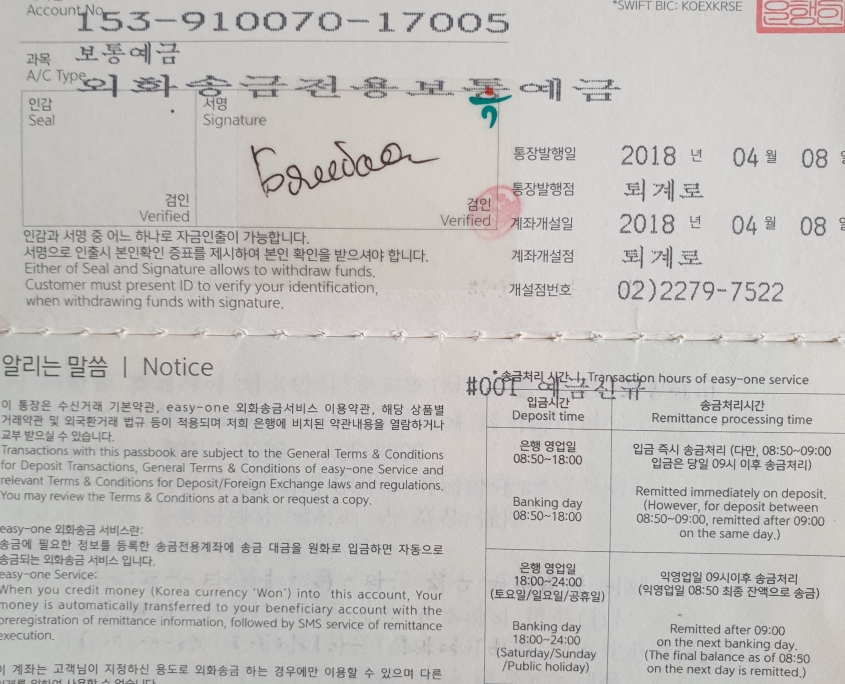 Account No.
153-910070-17005
*SWIFT BIC: KOEXKRSE
과목
보통예금
A/C Type
외화송금전용보통예금
인감
Seal
서명
Signature
검인
Verified
검인
Verified
통장발행일 2018 년 04 월 08
통장발행점 퇴계로
계좌개설일 2018 년 04 월 08
계좌개설점 퇴계로
개설점번호 02)2279-7522
인감과 서명 중 어느 하나로 자금인출이 가능합니다.
서명으로 인출시 본인확인 증표를 제시하여 본인 확인을 받으셔야 합니다.
Either of Seal and Signature allows to withdraw funds.
Customer must present ID to verify your identification,
when withdrawing funds with signature.
알리는 말씀 | Notice
이 통장은 수신거래 기본약관, easy-one 외화송금서비스 이용약관, 해당 상품별
거래약관 및 외국환거래 법규 등이 적용되며 저희 은행에 비치된 약관내용을 열람하거나
교부 받으실 수 있습니다.
Transactions with this passbook are subject to the General Terms & Conditions
for Deposit Transactions, General Terms & Conditions of easy-one Service and
relevant Terms & Conditions for Deposit/Foreign Exchange laws and regulations.
You may review the Terms & Conditions at a bank or request a copy.
easy-one 외화송금 서비스란:
송금에 필요한 정보를 등록한 송금전용계좌에 송금 대금을 원화로 입금하면 자동으로
송금되는 외화송금 서비스 입니다.
easy-one Service:
When you credit money (Korea currency 'Won') into this account, Your
money is automatically transferred to your beneficiary account with the
preregistration of remittance information, followed by SMS service of remittance
execution.
이 계좌는 고객님이 지정하신 용도로 외화송금 하는 경우에만 이용할 수 있으며 다른
* 송금처리 시간 | Transaction hours of easy-one service
#001 예금신규
입금시간
Deposit time
송금처리시간
Remittance processing time
은행 영업일
08:50~18:00
입금 즉시 송금처리 (다만, 08:50~09:00
입금은 당일 09시 이후 송금처리)
Banking day
08:50~18:00
Remitted immediately on deposit.
(However, for deposit between
08:50~09:00, remitted after 09:00
on the same day.)
은행 영업일
18:00~24:00
(토요일/일요일/공휴일)
익영업일 09시이후 송금처리
(익영업일 08:50 최종 잔액으로 송금)
Banking day
18:00~24:00
(Saturday/Sunday
/Public holiday)
Remitted after 09:00
on the next banking day.
(The final balance as of 08:50
on the next day is remitted.)